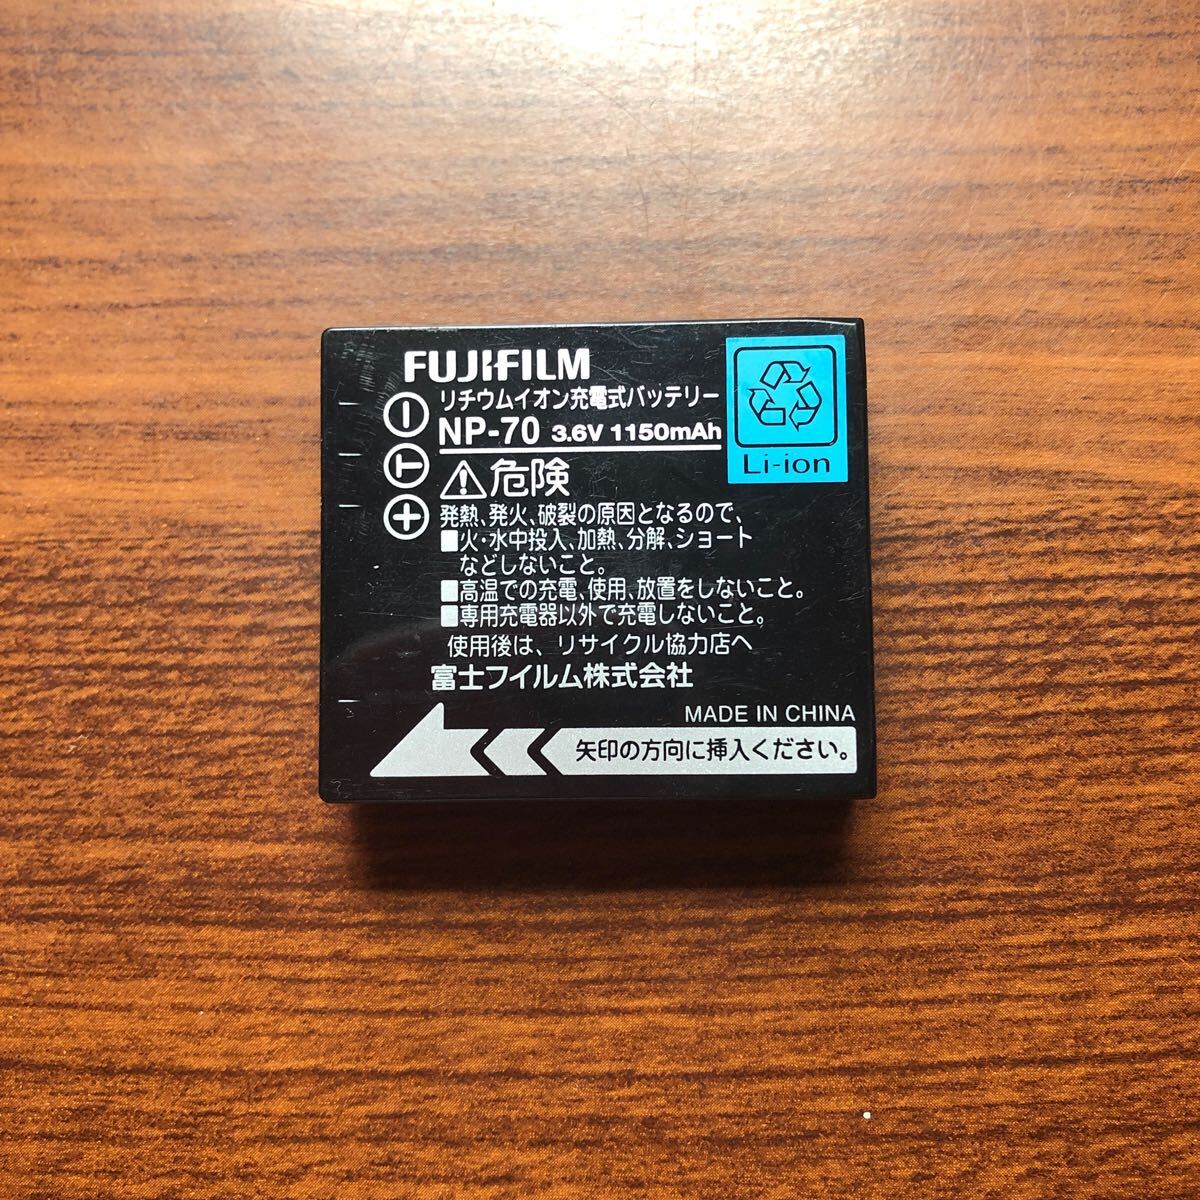 FUJIFILM
リチウムイオン充電式バッテリー
NP-70 3.6V 1150mAh
Li-ion
− T +
⚠危険
発熱、発火、破裂の原因となるので、
■火・水中投入、加熱、分解、ショート
などしないこと。
■高温での充電、使用、放置をしないこと。
■専用充電器以外で充電しないこと。
使用後は、リサイクル協力店へ
富士フイルム株式会社
MADE IN CHINA
矢印の方向に挿入ください。